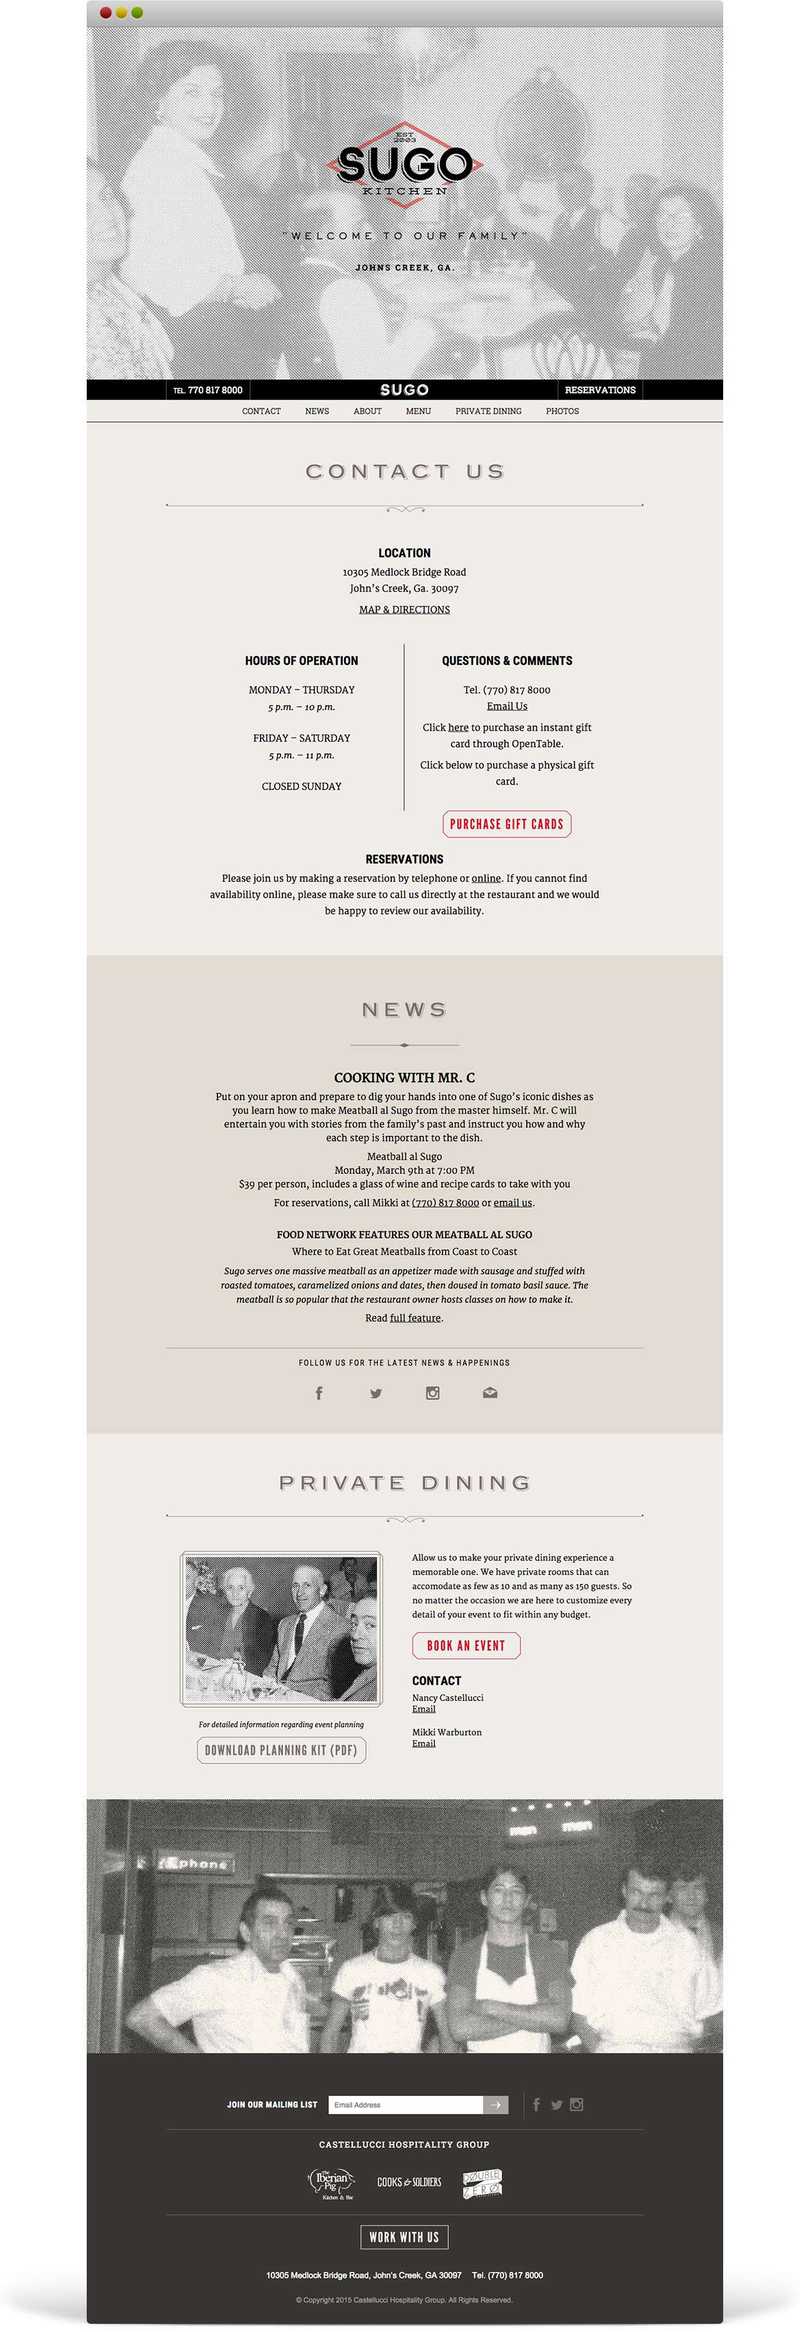 EST
2003
SUGO
KITCHEN
"WELCOME TO OUR FAMILY"
JOHNS CREEK, GA.
TEL. 770 817 8000 SUGO RESERVATIONS
CONTACT NEWS ABOUT MENU PRIVATE DINING PHOTOS
CONTACT US
LOCATION
10305 Medlock Bridge Road
John's Creek, Ga. 30097
MAP & DIRECTIONS
HOURS OF OPERATION
MONDAY – THURSDAY
5 p.m. – 10 p.m.
FRIDAY – SATURDAY
5 p.m. – 11 p.m.
CLOSED SUNDAY
QUESTIONS & COMMENTS
Tel. (770) 817 8000
Email Us
Click here to purchase an instant gift
card through OpenTable.
Click below to purchase a physical gift
card.
PURCHASE GIFT CARDS
RESERVATIONS
Please join us by making a reservation by telephone or online. If you cannot find
availability online, please make sure to call us directly at the restaurant and we would
be happy to review our availability.
NEWS
COOKING WITH MR. C
Put on your apron and prepare to dig your hands into one of Sugo's iconic dishes as
you learn how to make Meatball al Sugo from the master himself. Mr. C will
entertain you with stories from the family's past and instruct you how and why
each step is important to the dish.
Meatball al Sugo
Monday, March 9th at 7:00 PM
$39 per person, includes a glass of wine and recipe cards to take with you
For reservations, call Mikki at (770) 817 8000 or email us.
FOOD NETWORK FEATURES OUR MEATBALL AL SUGO
Where to Eat Great Meatballs from Coast to Coast
Sugo serves one massive meatball as an appetizer made with sausage and stuffed with
roasted tomatoes, caramelized onions and dates, then doused in tomato basil sauce. The
meatball is so popular that the restaurant owner hosts classes on how to make it.
Read full feature.
FOLLOW US FOR THE LATEST NEWS & HAPPENINGS
PRIVATE DINING
For detailed information regarding event planning
DOWNLOAD PLANNING KIT (PDF)
Allow us to make your private dining experience a
memorable one. We have private rooms that can
accomodate as few as 10 and as many as 150 guests. So
no matter the occasion we are here to customize every
detail of your event to fit within any budget.
BOOK AN EVENT
CONTACT
Nancy Castellucci
Email
Mikki Warburton
Email
phone
men men
JOIN OUR MAILING LIST Email Address
CASTELLUCCI HOSPITALITY GROUP
The
Iberian
Pig
Kitchen & Bar
COOKS & SOLDIERS
DOUBLE
ZERO
WORK WITH US
10305 Medlock Bridge Road, John's Creek, GA 30097 Tel. (770) 817 8000
© Copyright 2015 Castellucci Hospitality Group. All Rights Reserved.